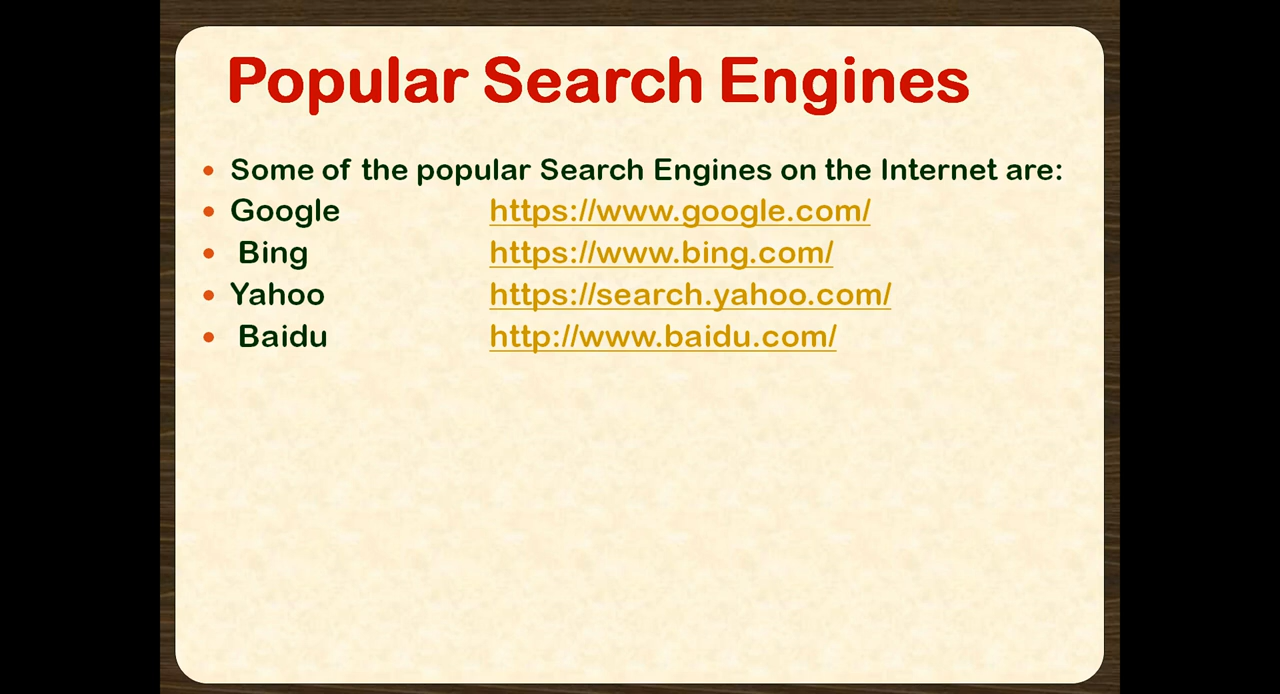 Popular Search Engines
• Some of the popular Search Engines on the Internet are:
• Google https://www.google.com/
• Bing https://www.bing.com/
• Yahoo https://search.yahoo.com/
• Baidu http://www.baidu.com/